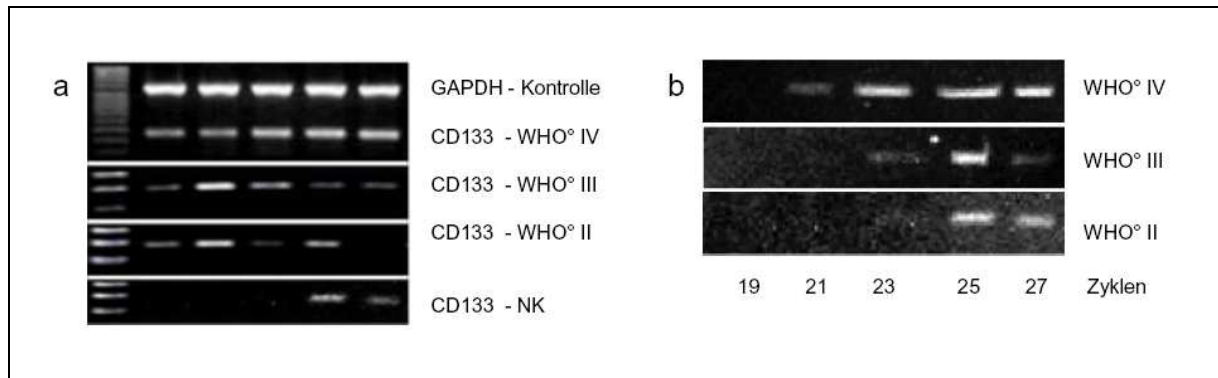 a
GAPDH - Kontrolle
CD133 - WHO° IV
CD133 - WHO° III
CD133 - WHO° II
CD133 - NK
b
WHO° IV
WHO° III
WHO° II
19 21 23 25 27 Zyklen